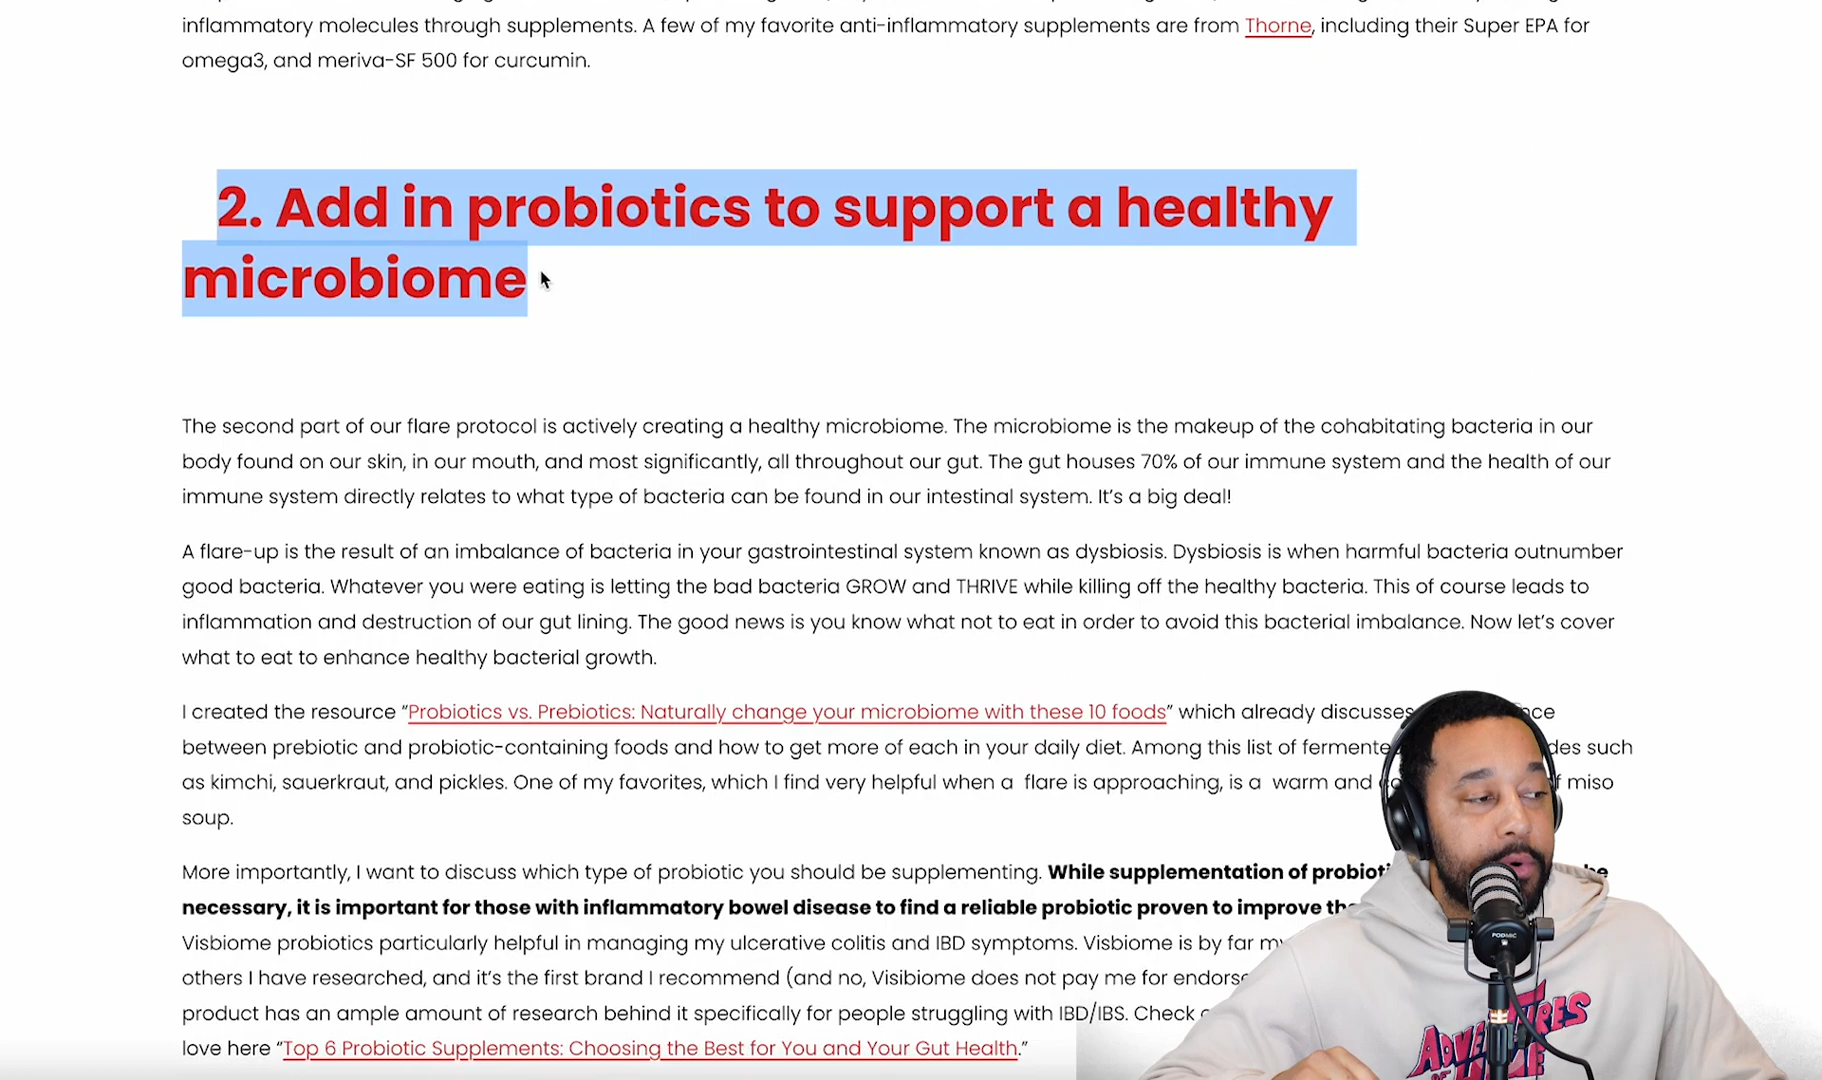 inflammatory molecules through supplements. A few of my favorite anti-inflammatory supplements are from Thorne, including their Super EPA for
omega3, and meriva-SF 500 for curcumin.
2. Add in probiotics to support a healthy
microbiome
The second part of our flare protocol is actively creating a healthy microbiome. The microbiome is the makeup of the cohabitating bacteria in our
body found on our skin, in our mouth, and most significantly, all throughout our gut. The gut houses 70% of our immune system and the health of our
immune system directly relates to what type of bacteria can be found in our intestinal system. It's a big deal!
A flare-up is the result of an imbalance of bacteria in your gastrointestinal system known as dysbiosis. Dysbiosis is when harmful bacteria outnumber
good bacteria. Whatever you were eating is letting the bad bacteria GROW and THRIVE while killing off the healthy bacteria. This of course leads to
inflammation and destruction of our gut lining. The good news is you know what not to eat in order to avoid this bacterial imbalance. Now let's cover
what to eat to enhance healthy bacterial growth.
I created the resource “Probiotics vs. Prebiotics: Naturally change your microbiome with these 10 foods” which already discusses
between prebiotic and probiotic-containing foods and how to get more of each in your daily diet. Among this list of such
as kimchi, sauerkraut, and pickles. One of my favorites, which I find very helpful when a flare is approaching, is a warm and miso
soup.
More importantly, I want to discuss which type of probiotic you should be supplementing. While supplementation of
necessary, it is important for those with inflammatory bowel disease to find a reliable probiotic proven to improve
Visbiome probiotics particularly helpful in managing my ulcerative colitis and IBD symptoms. Visbiome is by far
others I have researched, and it's the first brand I recommend (and no, Visibiome does not pay me for
product has an ample amount of research behind it specifically for people struggling with IBD/IBS. Check
love here “Top 6 Probiotic Supplements: Choosing the Best for You and Your Gut Health.”
PODMIC